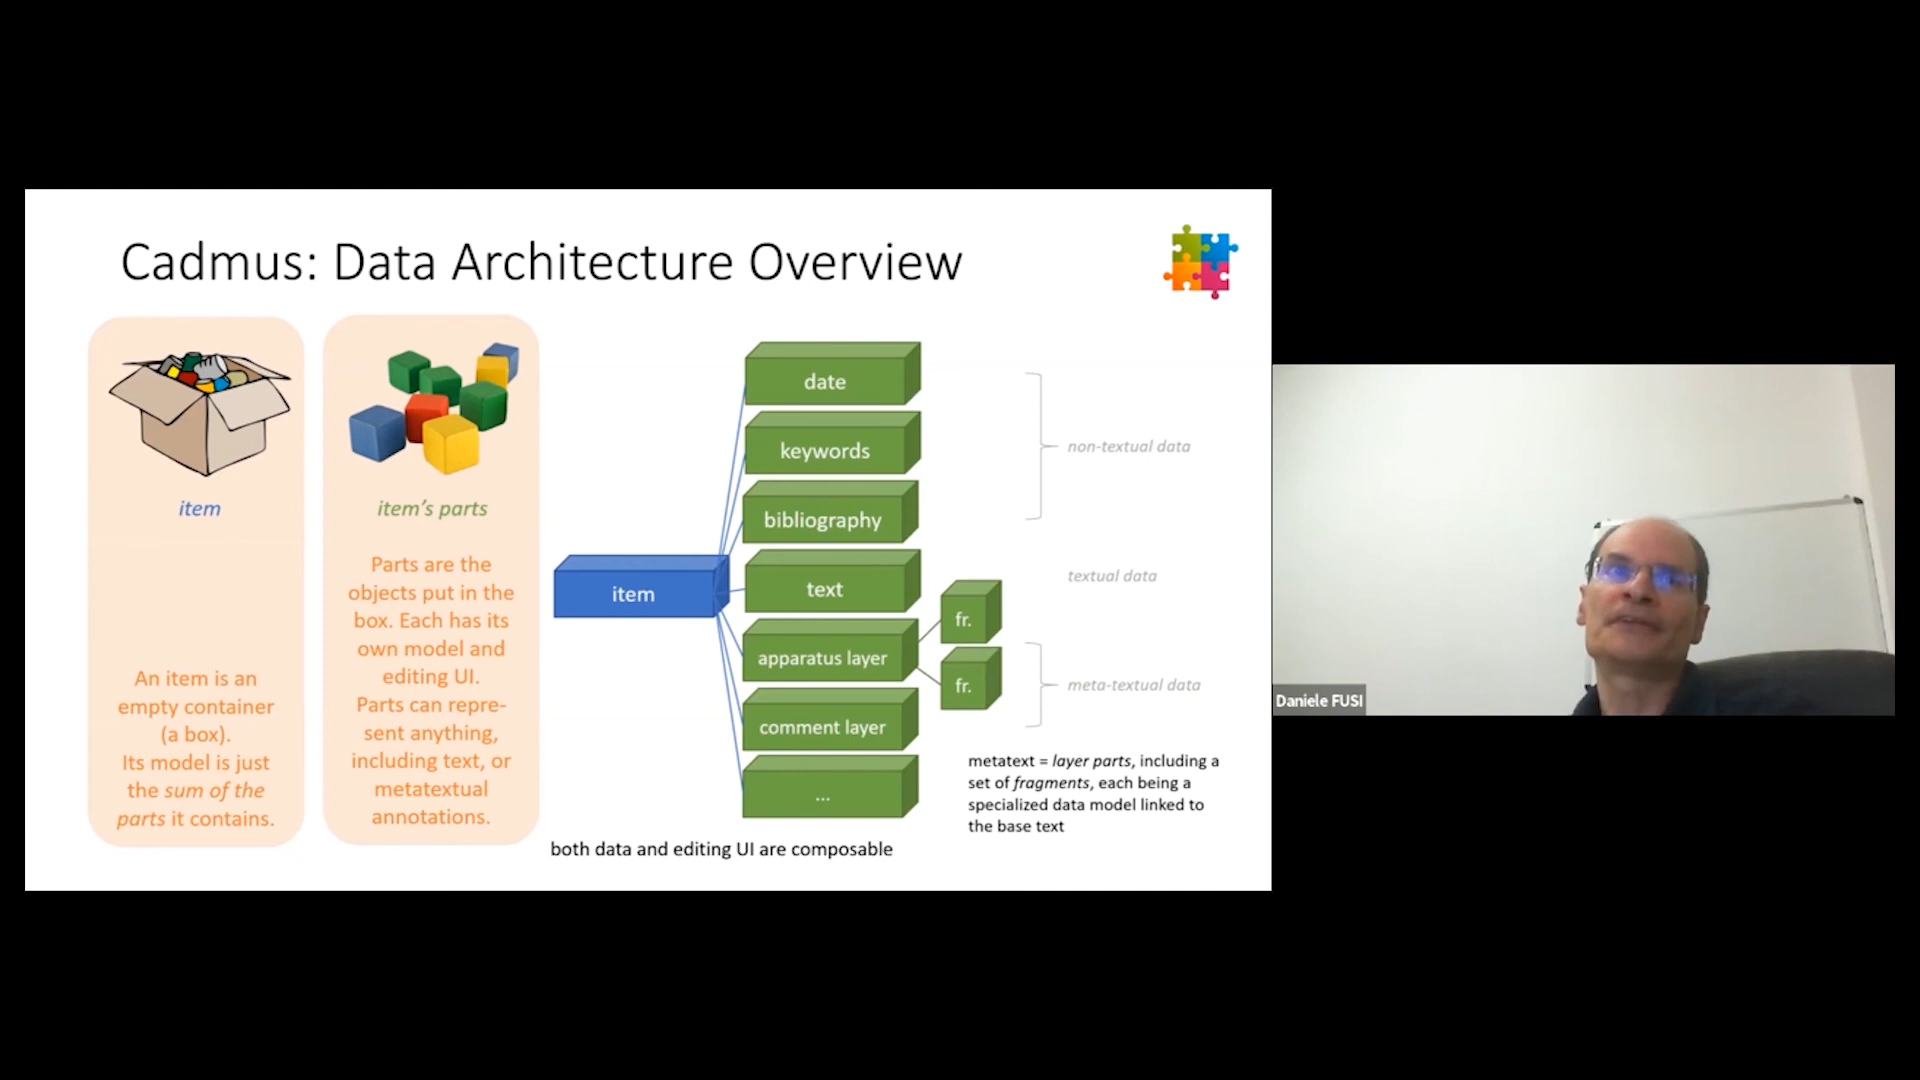 Cadmus: Data Architecture Overview
item
An item is an
empty container
(a box).
Its model is just
the sum of the
parts it contains.
item's parts
Parts are the
objects put in the
box. Each has its
own model and
editing UI.
Parts can repre-
sent anything,
including text, or
metatextual
annotations.
item
date
keywords
bibliography
text
apparatus layer
comment layer
...
fr.
fr.
non-textual data
textual data
meta-textual data
metatext = layer parts, including a
set of fragments, each being a
specialized data model linked to
the base text
both data and editing UI are composable
Daniele FUSI